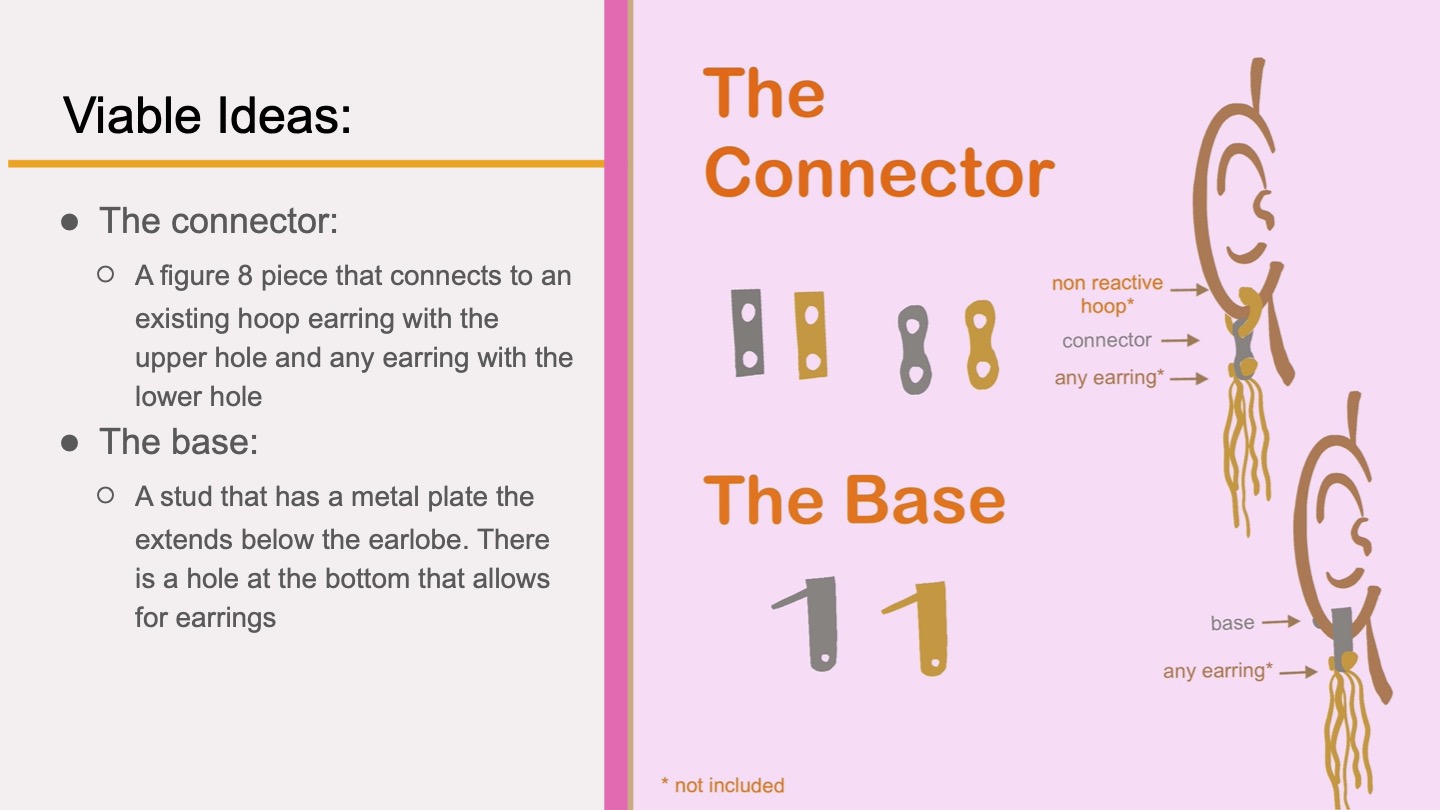 Viable Ideas:
● The connector:
○ A figure 8 piece that connects to an
existing hoop earring with the
upper hole and any earring with the
lower hole
● The base:
○ A stud that has a metal plate the
extends below the earlobe. There
is a hole at the bottom that allows
for earrings
The
Connector
non reactive
hoop*
connector
any earring*
The Base
base
any earring*
* not included